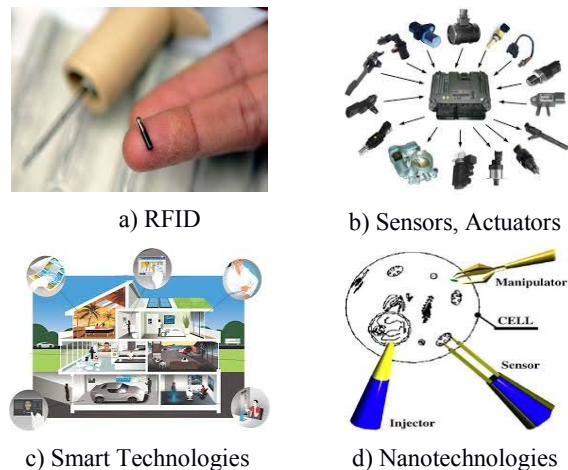 a) RFID
b) Sensors, Actuators
c) Smart Technologies
Manipulator
CELL
Sensor
Injector
d) Nanotechnologies